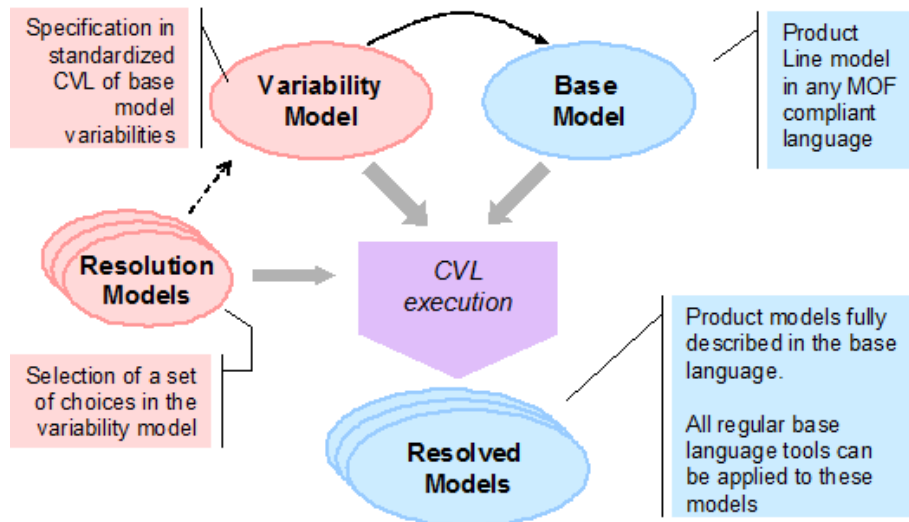 Specification in
standardized
CVL of base
model
variabilities
Variability
Model
Base
Model
Product
Line model
in any MOF
compliant
language
Resolution
Models
CVL
execution
Selection of a set
of choices in the
variability model
Product models fully
described in the base
language.
All regular base
language tools can
be applied to these
models
Resolved
Models